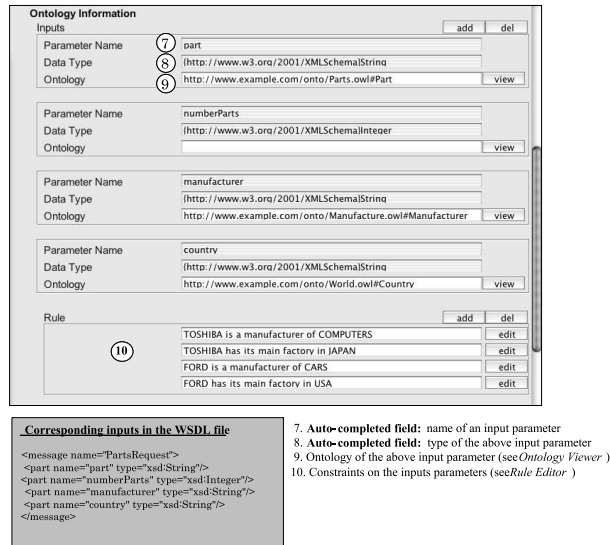 Ontology Information
Inputs add del
Parameter Name 7 part
Data Type 8 {http://www.w3.org/2001/XMLSchema}String
Ontology 9 http://www.example.com/onto/Parts.owl#Part view
Parameter Name numberParts
Data Type {http://www.w3.org/2001/XMLSchema}Integer
Ontology view
Parameter Name manufacturer
Data Type {http://www.w3.org/2001/XMLSchema}String
Ontology http://www.example.com/onto/Manufacture.owl#Manufacturer view
Parameter Name country
Data Type {http://www.w3.org/2001/XMLSchema}String
Ontology http://www.example.com/onto/World.owl#Country view
Rule add del
10
TOSHIBA is a manufacturer of COMPUTERS edit
TOSHIBA has its main factory in JAPAN edit
FORD is a manufacturer of CARS edit
FORD has its main factory in USA edit
Corresponding inputs in the WSDL file
<message name="PartsRequest">
<part name="part" type="xsd:String"/>
<part name="numberParts" type="xsd:Integer"/>
<part name="manufacturer" type="xsd:String"/>
<part name="country" type="xsd:String"/>
</message>
7. Auto-completed field: name of an input parameter
8. Auto-completed field: type of the above input parameter
9. Ontology of the above input parameter (see Ontology Viewer )
10. Constraints on the inputs parameters (see Rule Editor )